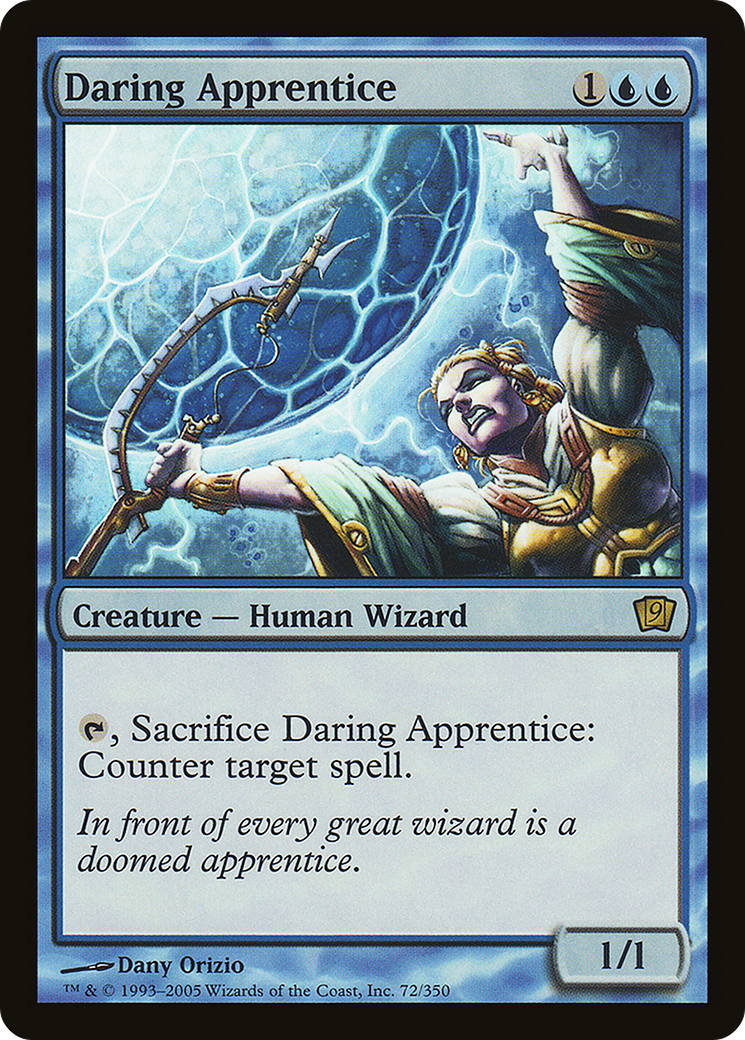 Daring Apprentice 1
Creature — Human Wizard 9
, Sacrifice Daring Apprentice:
Counter target spell.
In front of every great wizard is a
doomed apprentice.
1/1
Dany Orizio
™ & © 1993–2005 Wizards of the Coast, Inc. 72/350